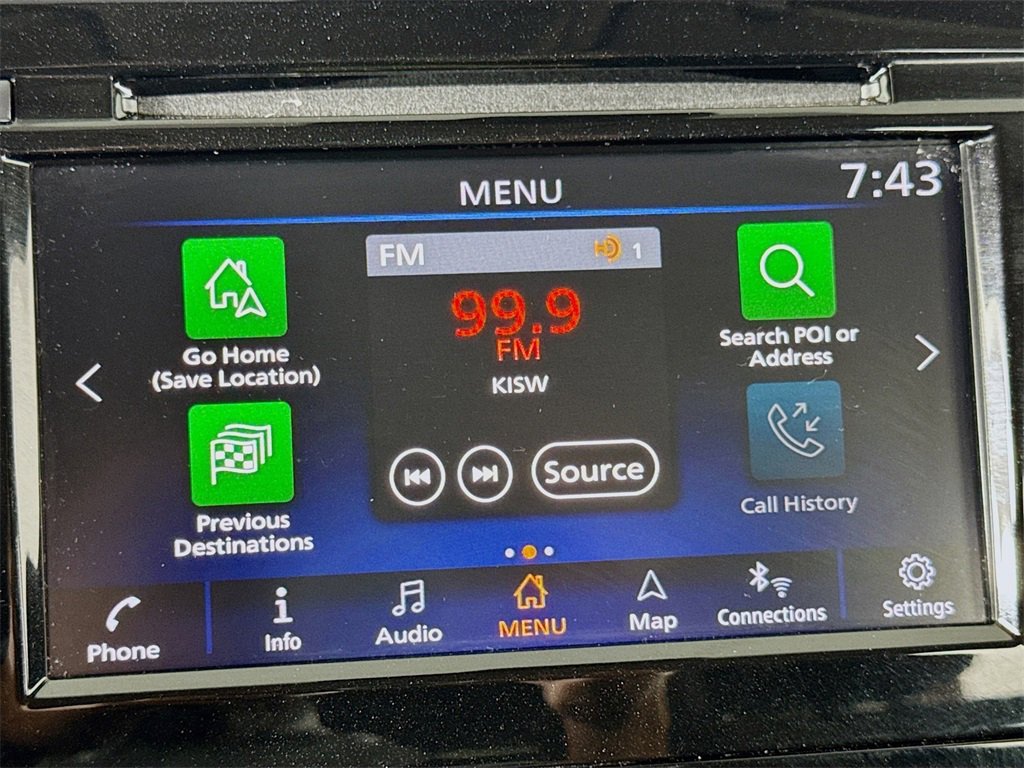 MENU
7:43
FM
1
99.9
FM
KISW
Source
Go Home
(Save Location)
Previous
Destinations
Search POI or
Address
Call History
Phone
Info
Audio
MENU
Map
Connections
Settings